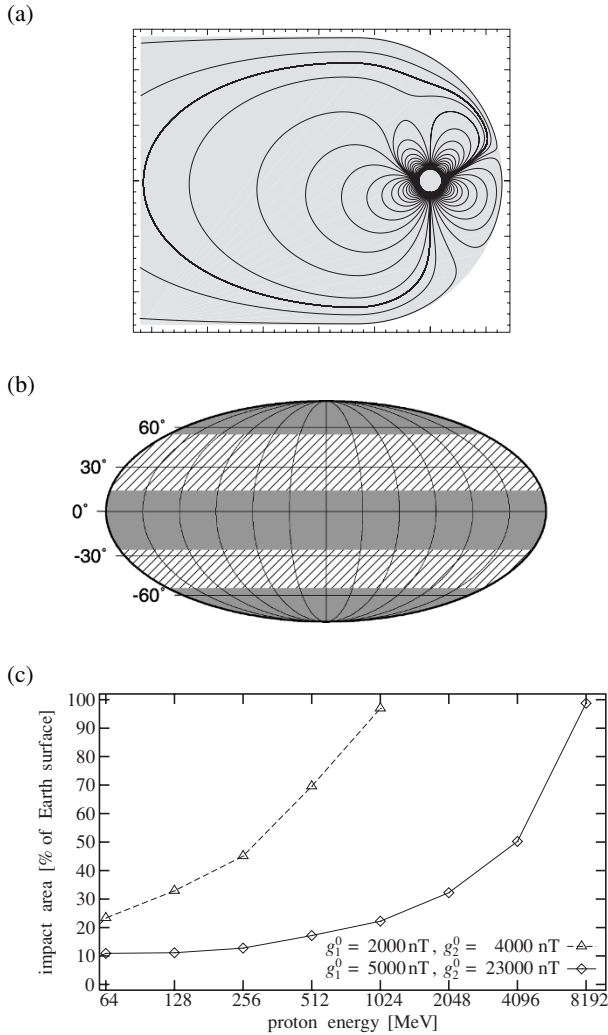 (a)
(b)
60°
30°
0°
-30°
-60°
(c)
impact area [% of Earth surface]
100
90
80
70
60
50
40
30
20
10
0
g₁⁰ = 2000 nT, g₂⁰ = 4000 nT
g₁⁰ = 5000 nT, g₂⁰ = 23000 nT
64 128 256 512 1024 2048 4096 8192
proton energy [MeV]